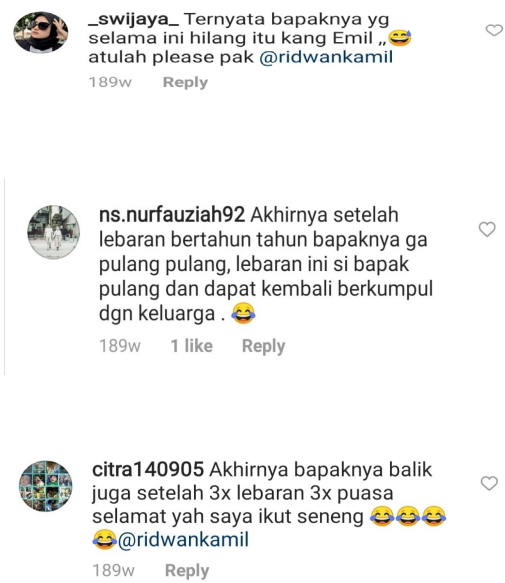 _swijaya_ Ternyata bapaknya yg
selama ini hilang itu kang Emil ,,😅
atulah please pak @ridwankamil
189w Reply
ns.nurfauziah92 Akhirnya setelah
lebaran bertahun tahun bapaknya ga
pulang pulang, lebaran ini si bapak
pulang dan dapat kembali berkumpul
dgn keluarga . 😂
189w 1 like Reply
citra140905 Akhirnya bapaknya balik
juga setelah 3x lebaran 3x puasa
selamat yah saya ikut seneng 😂😂😂
😂@ridwankamil
189w Reply